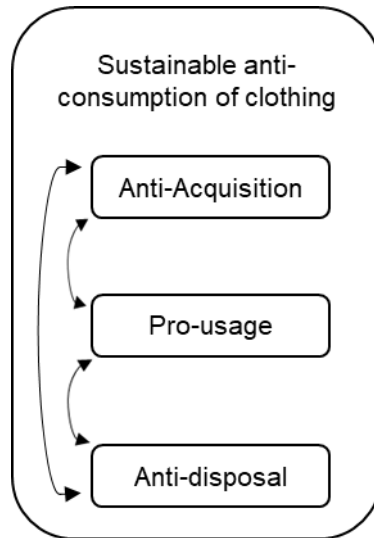 Sustainable anti-
consumption of clothing
Anti-Acquisition
Pro-usage
Anti-disposal